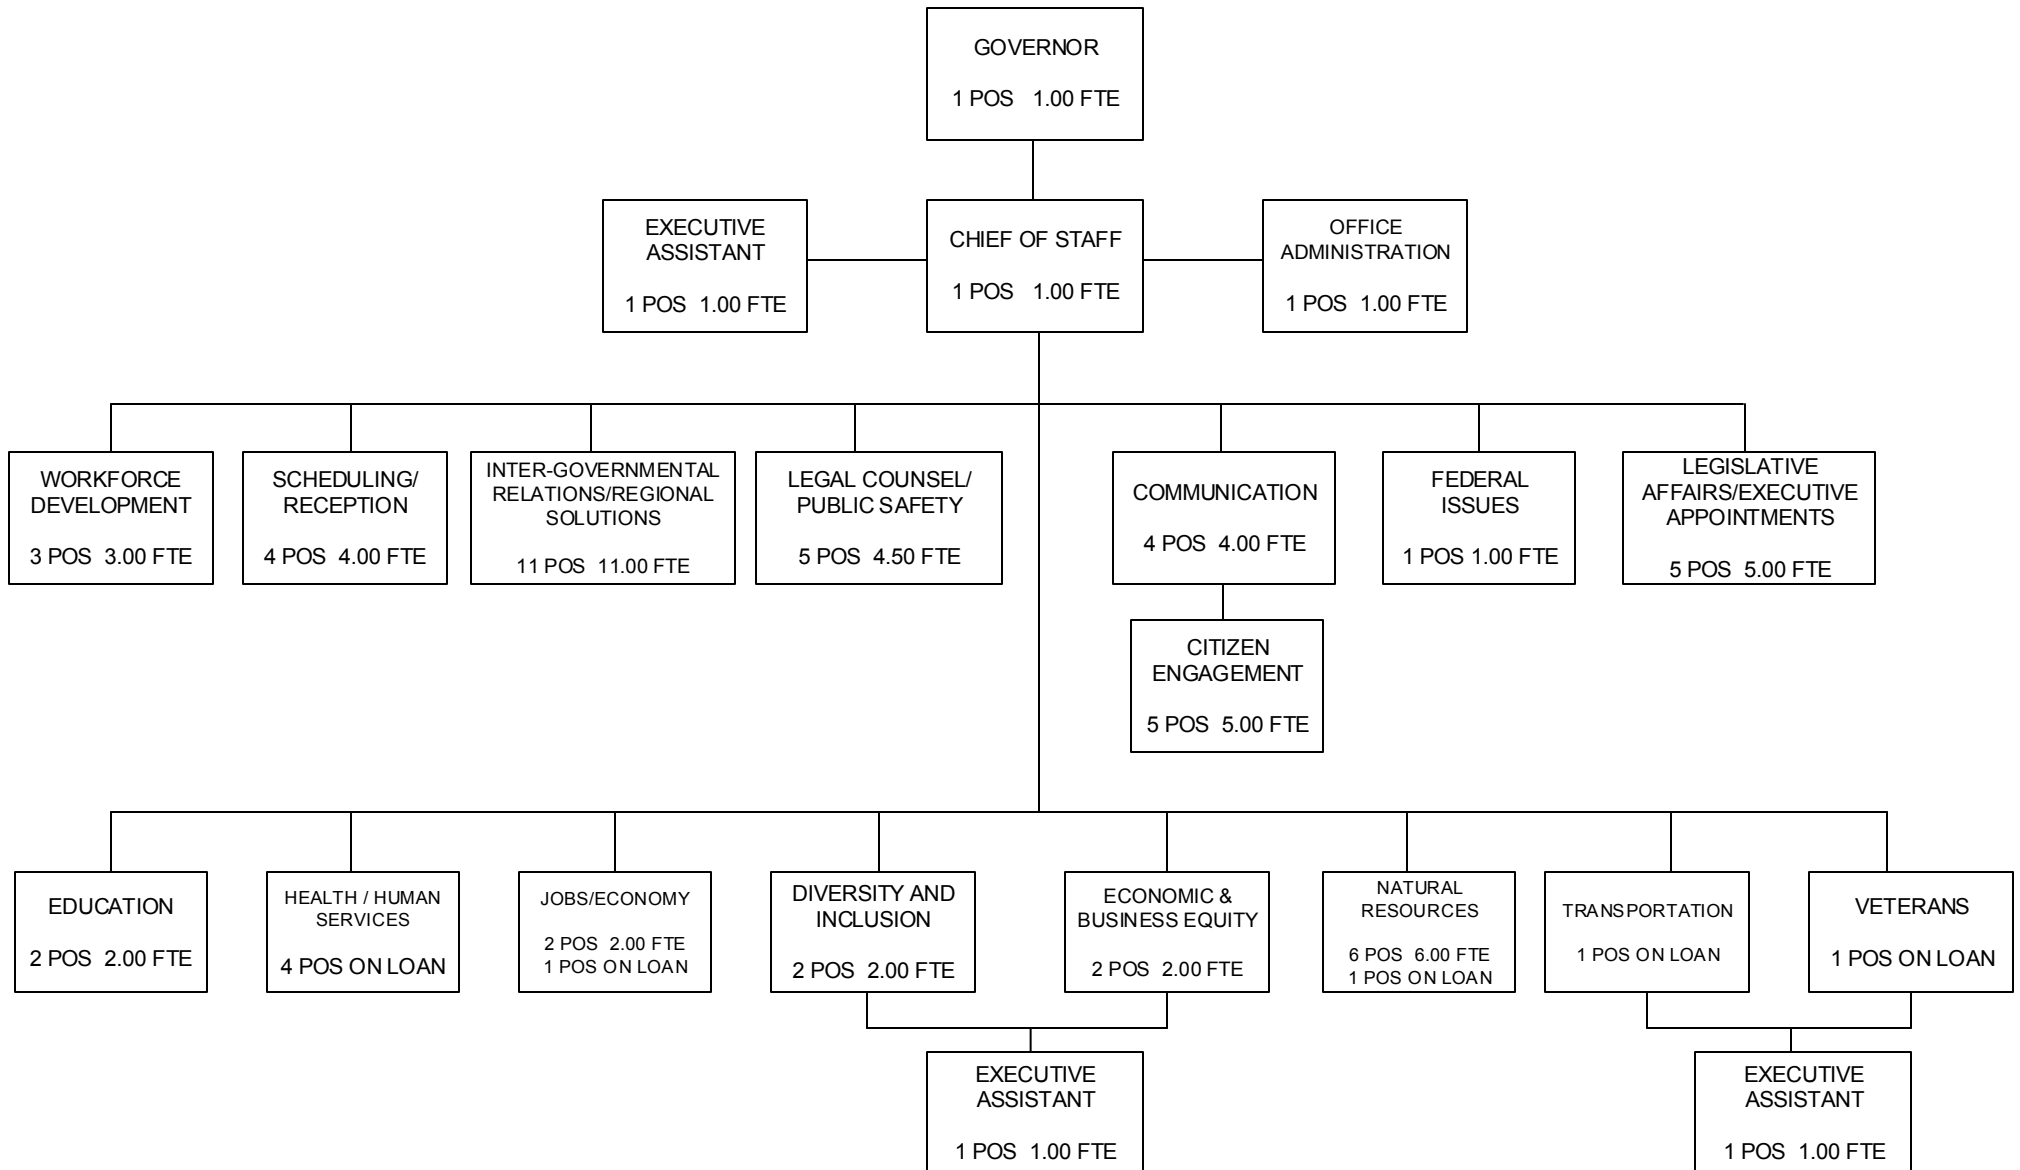 GOVERNOR
1 POS 1.00 FTE
EXECUTIVE
ASSISTANT
1 POS 1.00 FTE
CHIEF OF STAFF
1 POS 1.00 FTE
OFFICE
ADMINISTRATION
1 POS 1.00 FTE
WORKFORCE
DEVELOPMENT
3 POS 3.00 FTE
SCHEDULING/
RECEPTION
4 POS 4.00 FTE
INTER-GOVERNMENTAL
RELATIONS/REGIONAL
SOLUTIONS
11 POS 11.00 FTE
LEGAL COUNSEL/
PUBLIC SAFETY
5 POS 4.50 FTE
COMMUNICATION
4 POS 4.00 FTE
FEDERAL
ISSUES
1 POS 1.00 FTE
LEGISLATIVE
AFFAIRS/EXECUTIVE
APPOINTMENTS
5 POS 5.00 FTE
CITIZEN
ENGAGEMENT
5 POS 5.00 FTE
EDUCATION
2 POS 2.00 FTE
HEALTH / HUMAN
SERVICES
4 POS ON LOAN
JOBS/ECONOMY
2 POS 2.00 FTE
1 POS ON LOAN
DIVERSITY AND
INCLUSION
2 POS 2.00 FTE
ECONOMIC &
BUSINESS EQUITY
2 POS 2.00 FTE
NATURAL
RESOURCES
6 POS 6.00 FTE
1 POS ON LOAN
TRANSPORTATION
1 POS ON LOAN
VETERANS
1 POS ON LOAN
EXECUTIVE
ASSISTANT
1 POS 1.00 FTE
EXECUTIVE
ASSISTANT
1 POS 1.00 FTE